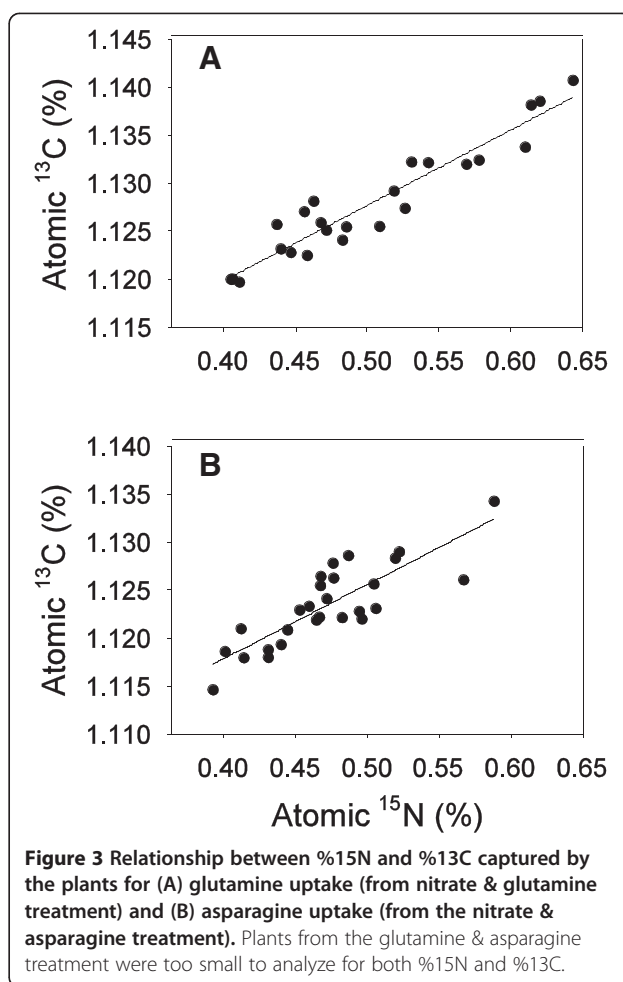 A
Atomic ¹³C (%)
1.145
1.140
1.135
1.130
1.125
1.120
1.115
0.40 0.45 0.50 0.55 0.60 0.65
B
Atomic ¹³C (%)
1.140
1.135
1.130
1.125
1.120
1.115
1.110
0.40 0.45 0.50 0.55 0.60 0.65
Atomic ¹⁵N (%)
Figure 3 Relationship between %15N and %13C captured by
the plants for (A) glutamine uptake (from nitrate & glutamine
treatment) and (B) asparagine uptake (from the nitrate &
asparagine treatment). Plants from the glutamine & asparagine
treatment were too small to analyze for both %15N and %13C.